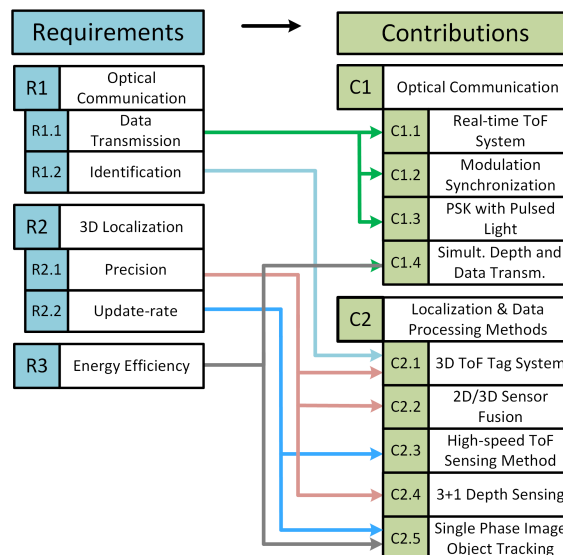 Requirements
Contributions
R1
Optical
Communication
R1.1
Data
Transmission
R1.2
Identification
R2
3D Localization
R2.1
Precision
R2.2
Update-rate
R3
Energy Efficiency
C1
Optical Communication
C1.1
Real-time ToF
System
C1.2
Modulation
Synchronization
C1.3
PSK with Pulsed
Light
C1.4
Simult. Depth and
Data Transm.
C2
Localization & Data
Processing Methods
C2.1
3D ToF Tag System
C2.2
2D/3D Sensor
Fusion
C2.3
High-speed ToF
Sensing Method
C2.4
3+1 Depth Sensing
C2.5
Single Phase Image
Object Tracking